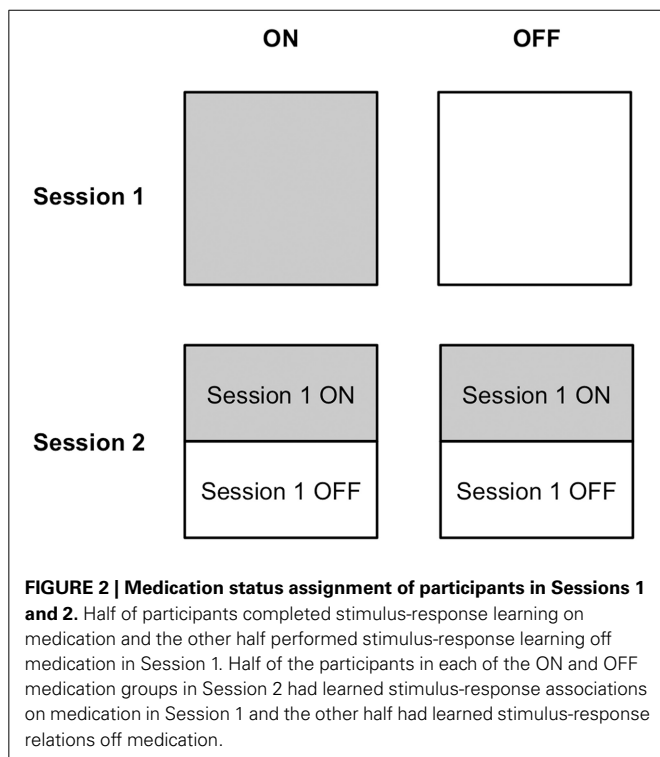 ON OFF
Session 1
Session 1 ON Session 1 ON
Session 2
Session 1 OFF Session 1 OFF
FIGURE 2 | Medication status assignment of participants in Sessions 1
and 2. Half of participants completed stimulus-response learning on
medication and the other half performed stimulus-response learning off
medication in Session 1. Half of the participants in each of the ON and OFF
medication groups in Session 2 had learned stimulus-response associations
on medication in Session 1 and the other half had learned stimulus-response
relations off medication.